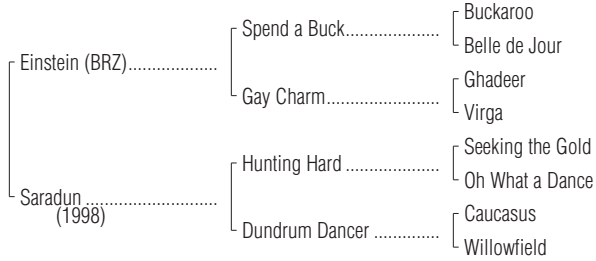 Buckaroo
Spend a Buck
Belle de Jour
Einstein (BRZ)
Ghadeer
Gay Charm
Virga
Seeking the Gold
Hunting Hard
Oh What a Dance
Saradun
(1998)
Caucasus
Dundrum Dancer
Willowfield